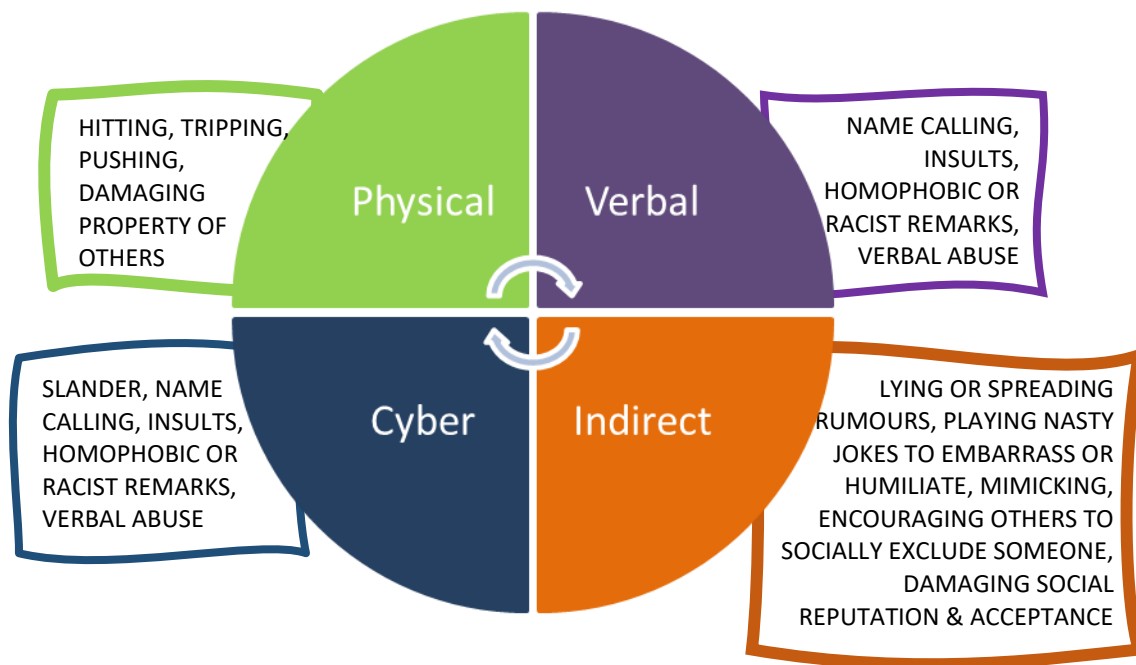 HITTING, TRIPPING,
PUSHING,
DAMAGING
PROPERTY OF
OTHERS
Physical
Verbal
NAME CALLING,
INSULTS,
HOMOPHOBIC OR
RACIST REMARKS,
VERBAL ABUSE
SLANDER, NAME
CALLING, INSULTS,
HOMOPHOBIC OR
RACIST REMARKS,
VERBAL ABUSE
Cyber
Indirect
LYING OR SPREADING
RUMOURS, PLAYING NASTY
JOKES TO EMBARRASS OR
HUMILIATE, MIMICKING,
ENCOURAGING OTHERS TO
SOCIALLY EXCLUDE SOMEONE,
DAMAGING SOCIAL
REPUTATION & ACCEPTANCE